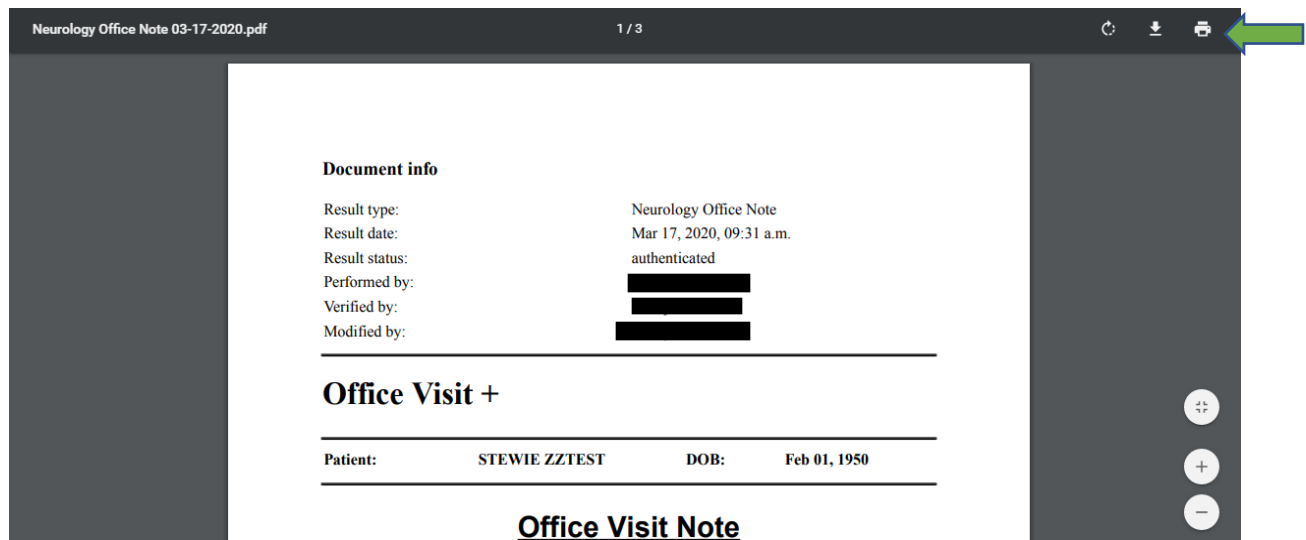 Neurology Office Note 03-17-2020.pdf 1 / 3
Document info
Result type: Neurology Office Note
Result date: Mar 17, 2020, 09:31 a.m.
Result status: authenticated
Performed by:
Verified by:
Modified by:
Office Visit +
Patient: STEWIE ZZTEST DOB: Feb 01, 1950
Office Visit Note